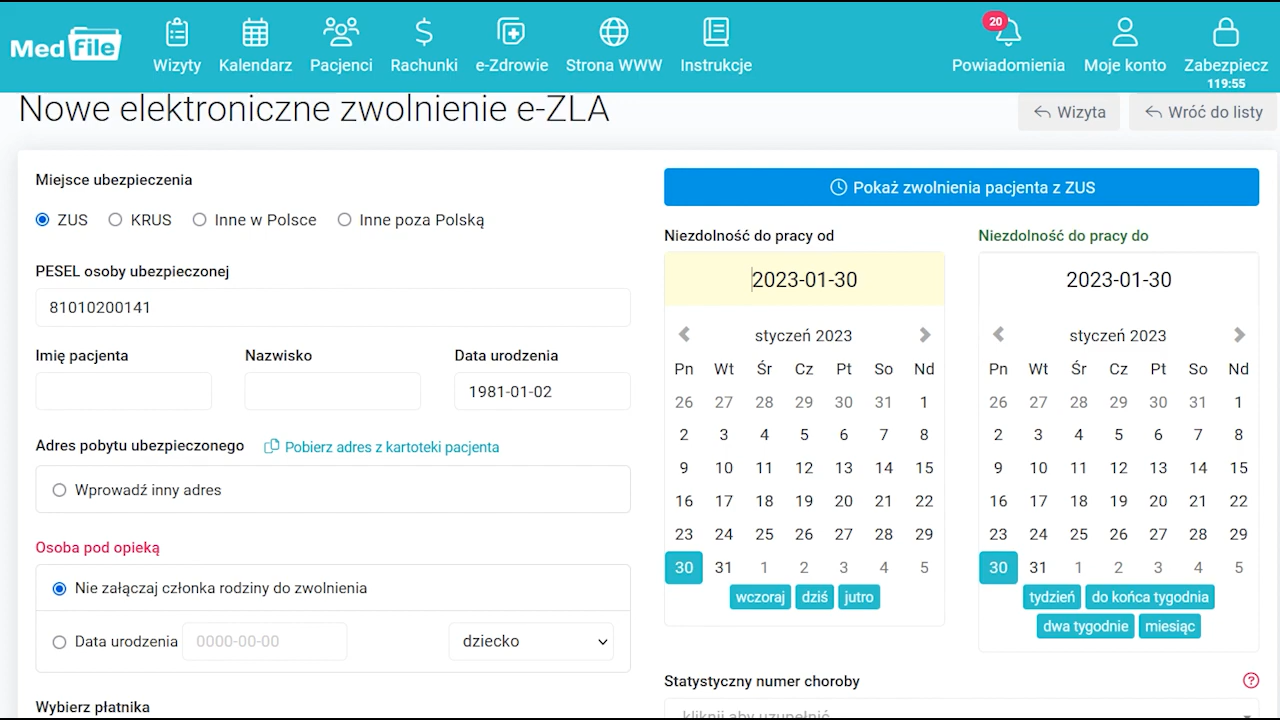 Med file
Wizyty Kalendarz Pacjenci Rachunki e-Zdrowie Strona WWW Instrukcje
20
Powiadomienia Moje konto Zabezpiecz
119:55
Nowe elektroniczne zwolnienie e-ZLA
Wizyta Wróć do listy
Miejsce ubezpieczenia
ZUS KRUS Inne w Polsce Inne poza Polską
PESEL osoby ubezpieczonej
81010200141
Imię pacjenta Nazwisko Data urodzenia
1981-01-02
Adres pobytu ubezpieczonego Pobierz adres z kartoteki pacjenta
Wprowadź inny adres
Osoba pod opieką
Nie załączaj członka rodziny do zwolnienia
Data urodzenia 0000-00-00 dziecko
Wybierz płatnika
Pokaż zwolnienia pacjenta z ZUS
Niezdolność do pracy od
2023-01-30
styczeń 2023
Pn Wt Śr Cz Pt So Nd
26 27 28 29 30 31 1
2 3 4 5 6 7 8
9 10 11 12 13 14 15
16 17 18 19 20 21 22
23 24 25 26 27 28 29
30 31 1 2 3 4 5
wczoraj dziś jutro
Niezdolność do pracy do
2023-01-30
styczeń 2023
Pn Wt Śr Cz Pt So Nd
26 27 28 29 30 31 1
2 3 4 5 6 7 8
9 10 11 12 13 14 15
16 17 18 19 20 21 22
23 24 25 26 27 28 29
30 31 1 2 3 4 5
tydzień do końca tygodnia
dwa tygodnie miesiąc
Statystyczny numer choroby ?
kliknij aby uzupełnić